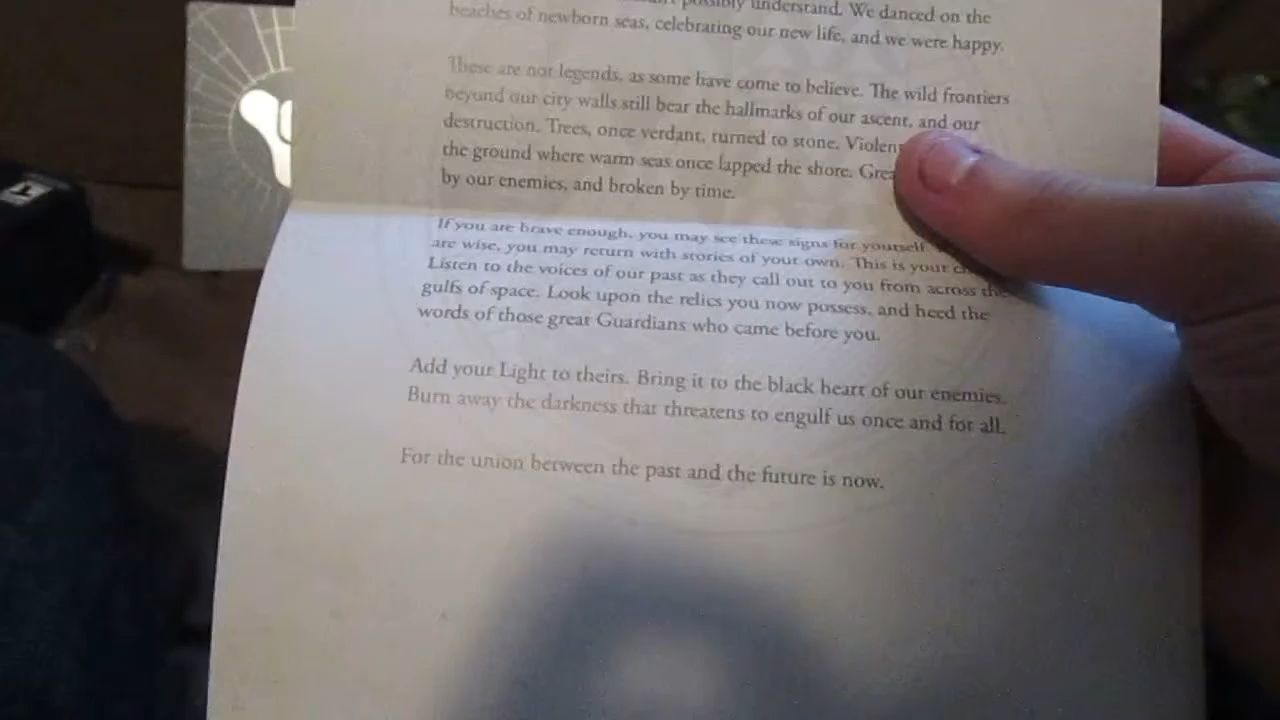 possibly understand. We danced on the
beaches of newborn seas, celebrating our new life, and we were happy.
These are not legends, as some have come to believe. The wild frontiers
beyond our city walls still bear the hallmarks of our ascent, and our
destruction. Trees, once verdant, turned to stone.
the ground where warm seas once lapped the shore.
by our enemies, and broken by time.
If you are brave enough, you may see these signs for yourself
are wise, you may return with stories of your own. This is your
Listen to the voices of our past as they call out to you from across the
gulfs of space. Look upon the relics you now possess, and heed the
words of those great Guardians who came before you.
Add your Light to theirs. Bring it to the black heart of our enemies.
Burn away the darkness that threatens to engulf us once and for all.
For the union between the past and the future is now.